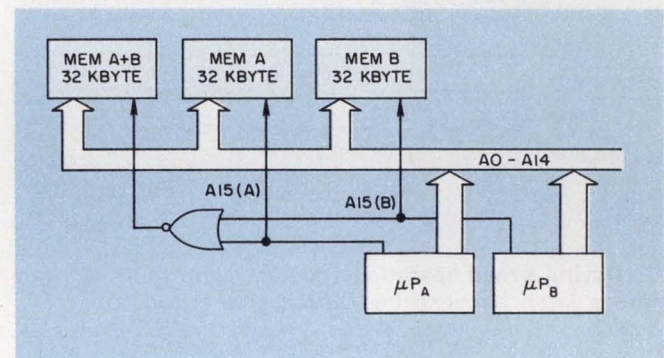 MEM A+B
32 KBYTE
MEM A
32 KBYTE
MEM B
32 KBYTE
A0 - A14
A15(A)
A15(B)
μPA
μPB